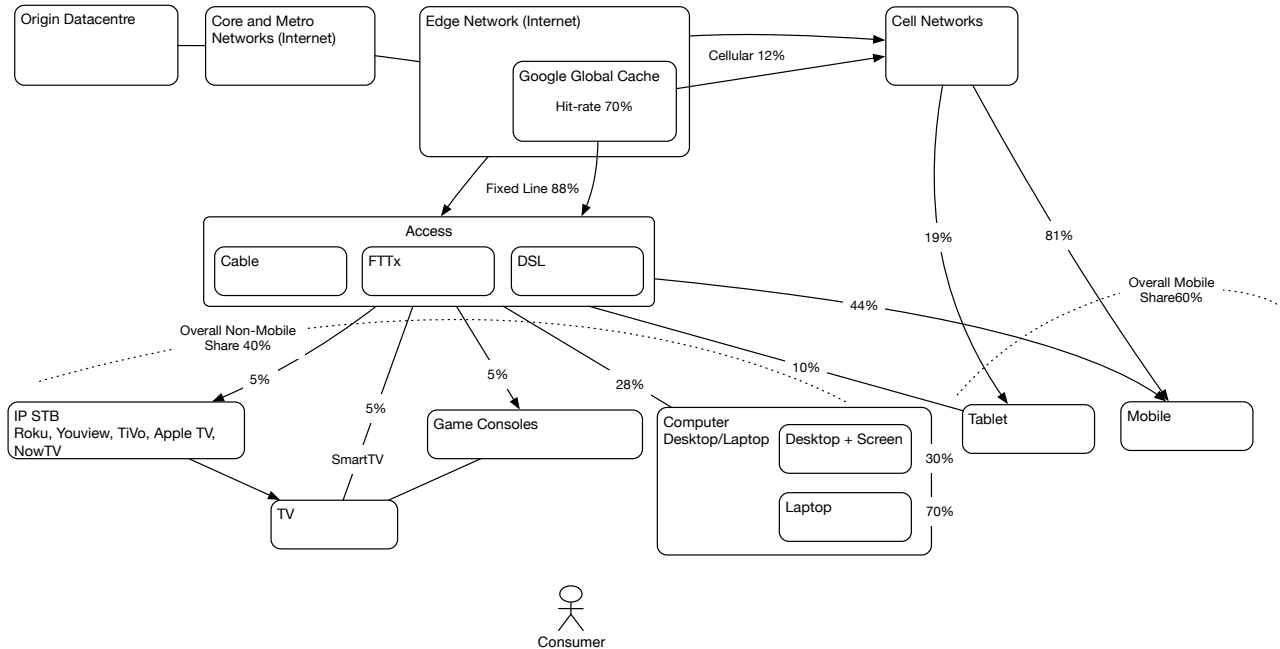 Origin Datacentre
Core and Metro
Networks (Internet)
Edge Network (Internet)
Cell Networks
Cellular 12%
Google Global Cache
Hit-rate 70%
Fixed Line 88%
Access
Cable
FTTx
DSL
19%
81%
44%
Overall Mobile
Share60%
Overall Non-Mobile
Share 40%
5%
5%
5%
28%
10%
IP STB
Roku, Youview, TiVo, Apple TV,
NowTV
SmartTV
Game Consoles
Computer
Desktop/Laptop
Desktop + Screen
30%
Laptop
70%
Tablet
Mobile
TV
Consumer